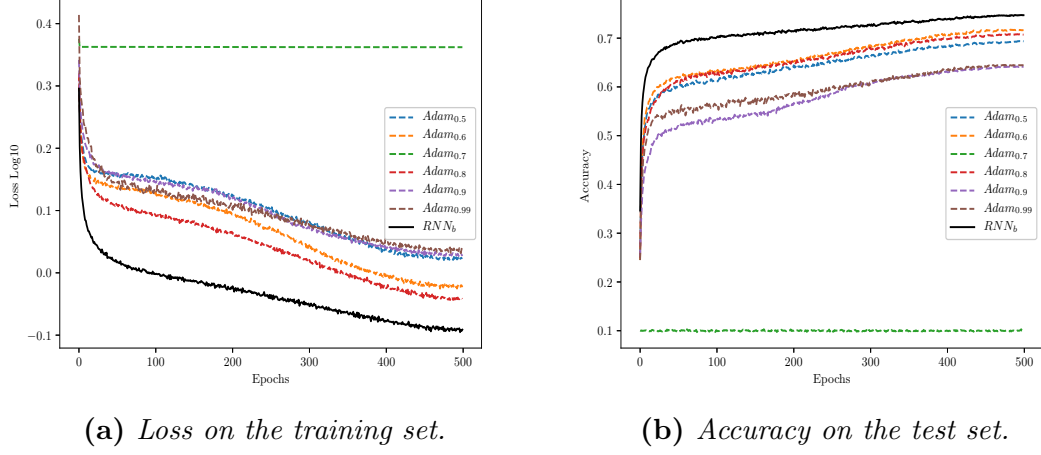 0.4
0.3
0.2
0.1
0.0
−0.1
Loss Log10
0
100
200
300
400
500
Epochs
Adam0.5
Adam0.6
Adam0.7
Adam0.8
Adam0.9
Adam0.99
RNNb
(a) Loss on the training set.
0.7
0.6
0.5
0.4
0.3
0.2
0.1
Accuracy
0
100
200
300
400
500
Epochs
Adam0.5
Adam0.6
Adam0.7
Adam0.8
Adam0.9
Adam0.99
RNNb
(b) Accuracy on the test set.